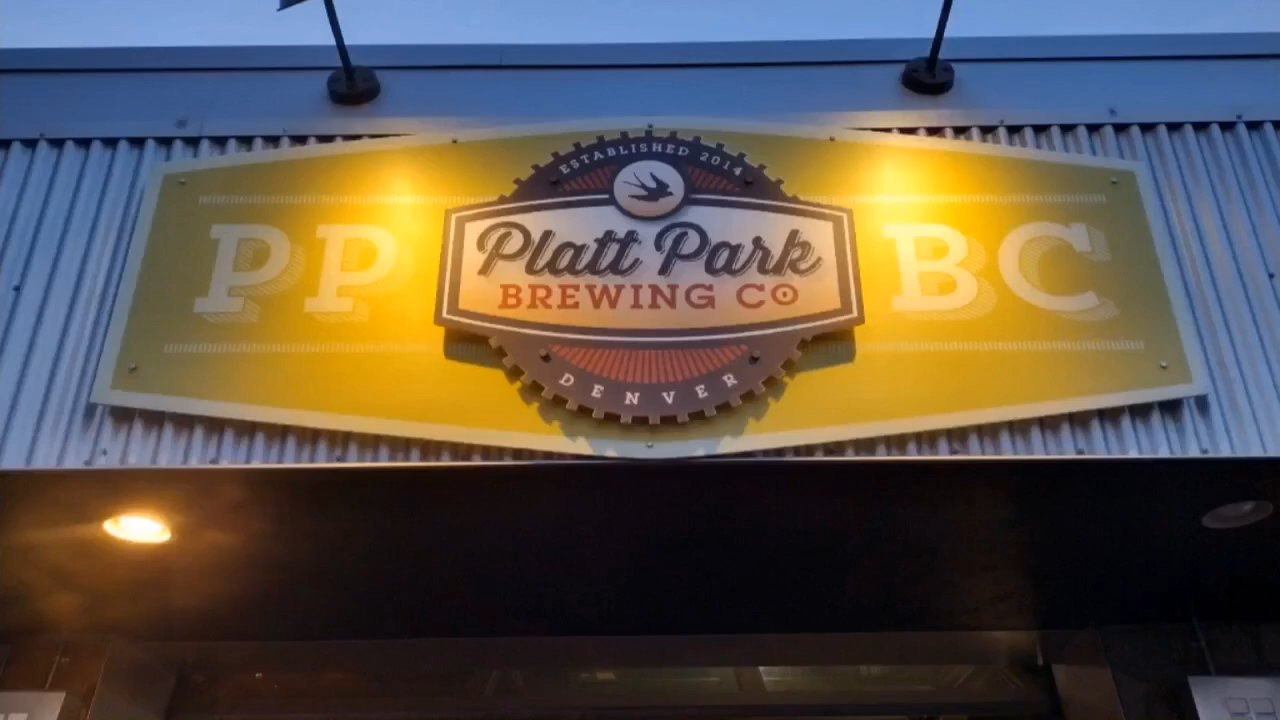 ESTABLISHED 2014
PP
Platt Park
BREWING CO
BC
DENVER